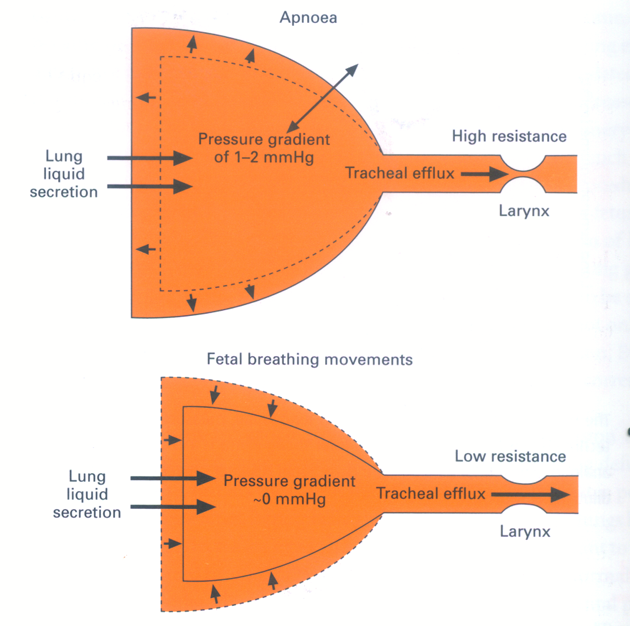 Apnoea
Pressure gradient
of 1–2 mmHg
High resistance
Lung
liquid
secretion
Tracheal efflux
Larynx
Fetal breathing movements
Low resistance
Lung
liquid
secretion
Pressure gradient
~0 mmHg
Tracheal efflux
Larynx